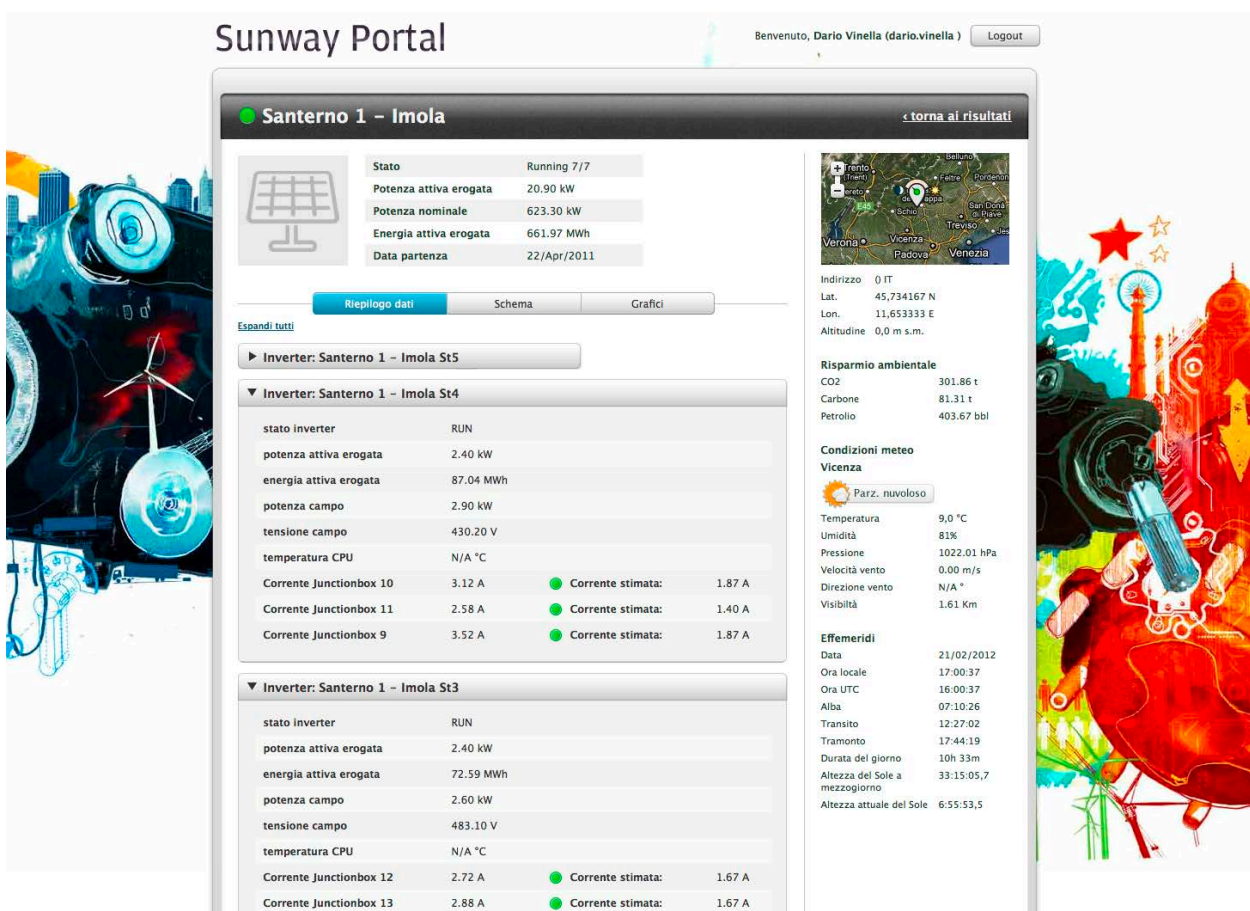 Sunway Portal
Benvenuto, Dario Vinella (dario.vinella ) Logout
Santerno 1 – Imola
‹ torna ai risultati
Stato Running 7/7
Potenza attiva erogata 20.90 kW
Potenza nominale 623.30 kW
Energia attiva erogata 661.97 MWh
Data partenza 22/Apr/2011
Riepilogo dati Schema Grafici
Espandi tutti
Inverter: Santerno 1 – Imola St5
Inverter: Santerno 1 – Imola St4
stato inverter RUN
potenza attiva erogata 2.40 kW
energia attiva erogata 87.04 MWh
potenza campo 2.90 kW
tensione campo 430.20 V
temperatura CPU N/A °C
Corrente Junctionbox 10 3.12 A Corrente stimata: 1.87 A
Corrente Junctionbox 11 2.58 A Corrente stimata: 1.40 A
Corrente Junctionbox 9 3.52 A Corrente stimata: 1.87 A
Inverter: Santerno 1 – Imola St3
stato inverter RUN
potenza attiva erogata 2.40 kW
energia attiva erogata 72.59 MWh
potenza campo 2.60 kW
tensione campo 483.10 V
temperatura CPU N/A °C
Corrente Junctionbox 12 2.72 A Corrente stimata: 1.67 A
Corrente Junctionbox 13 2.88 A Corrente stimata: 1.67 A
Belluno
Trento
(Trient)
Feltre Pordenon
E45
Schio
San Donà
di Piave
Treviso
Verona Vicenza
Padova Venezia
Indirizzo () IT
Lat. 45,734167 N
Lon. 11,653333 E
Altitudine 0,0 m s.m.
Risparmio ambientale
CO2 301.86 t
Carbone 81.31 t
Petrolio 403.67 bbl
Condizioni meteo
Vicenza
Parz. nuvoloso
Temperatura 9,0 °C
Umidità 81%
Pressione 1022.01 hPa
Velocità vento 0.00 m/s
Direzione vento N/A °
Visibiltà 1.61 Km
Effemeridi
Data 21/02/2012
Ora locale 17:00:37
Ora UTC 16:00:37
Alba 07:10:26
Transito 12:27:02
Tramonto 17:44:19
Durata del giorno 10h 33m
Altezza del Sole a 33:15:05,7
mezzogiorno
Altezza attuale del Sole 6:55:53,5